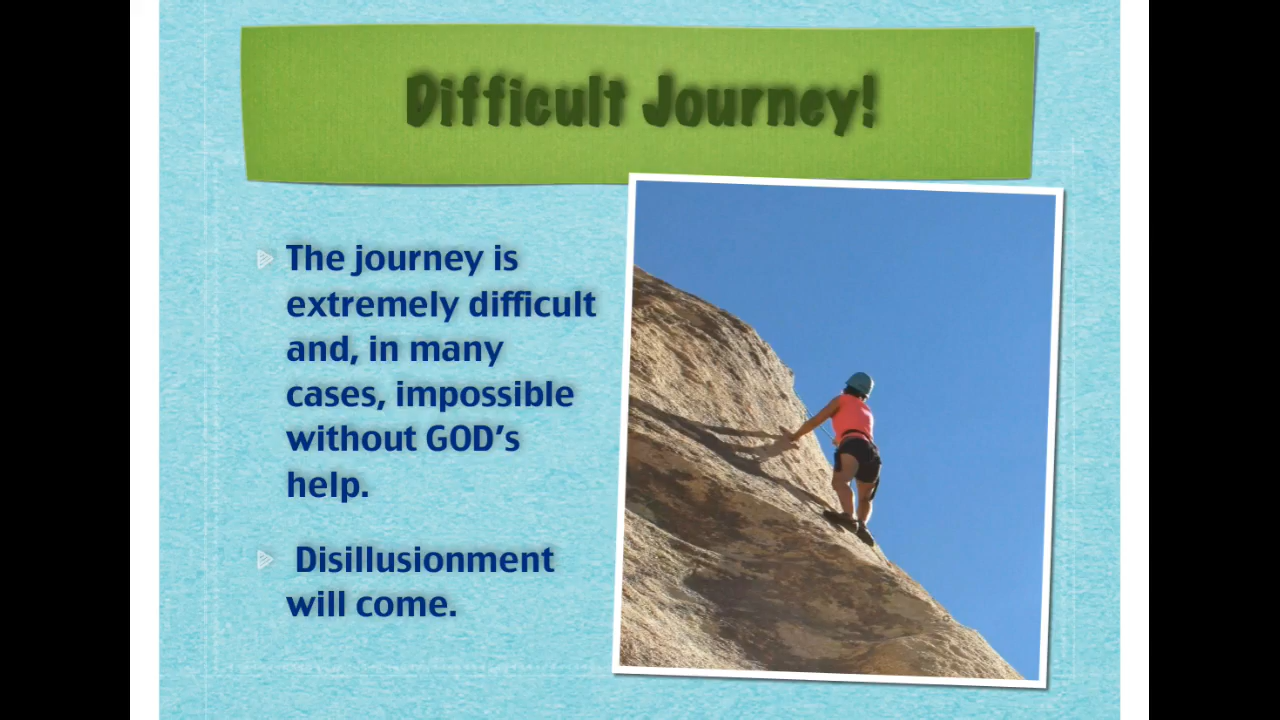 Difficult Journey!
The journey is
extremely difficult
and, in many
cases, impossible
without GOD's
help.
Disillusionment
will come.